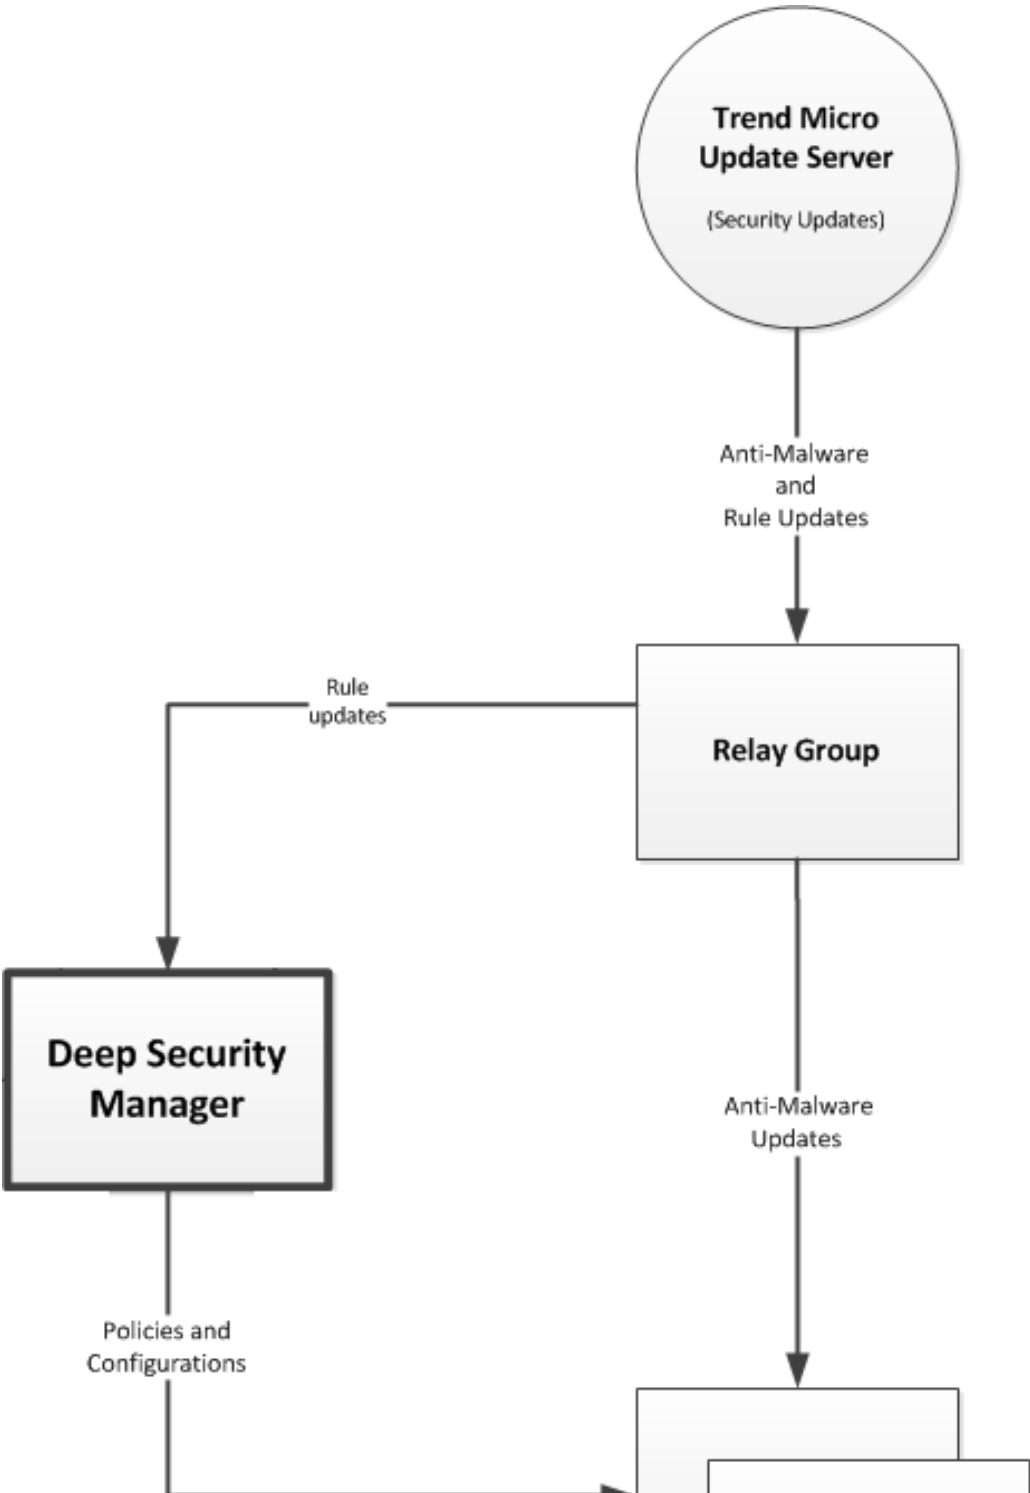 Trend Micro
Update Server
(Security Updates)
Anti-Malware
and
Rule Updates
Rule
updates
Relay Group
Deep Security
Manager
Anti-Malware
Updates
Policies and
Configurations